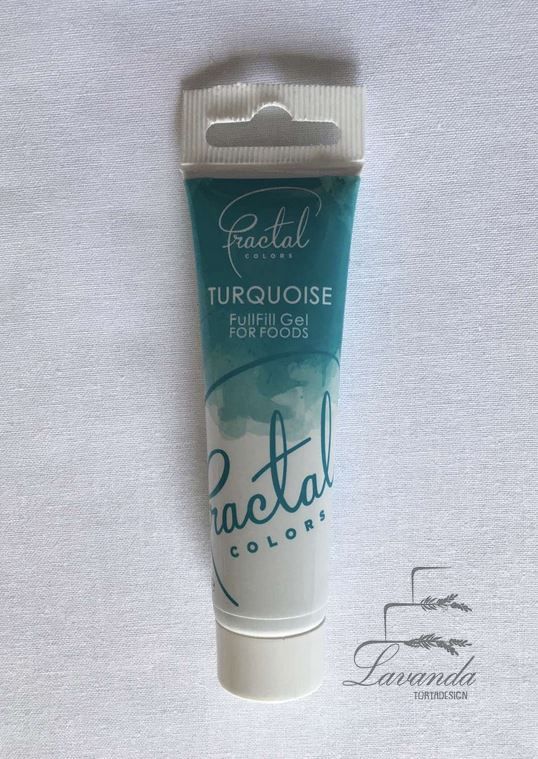 fractal
COLORS
TURQUOISE
FullFill Gel
FOR FOODS
fractal
COLORS
Lavanda
TORTADESIGN